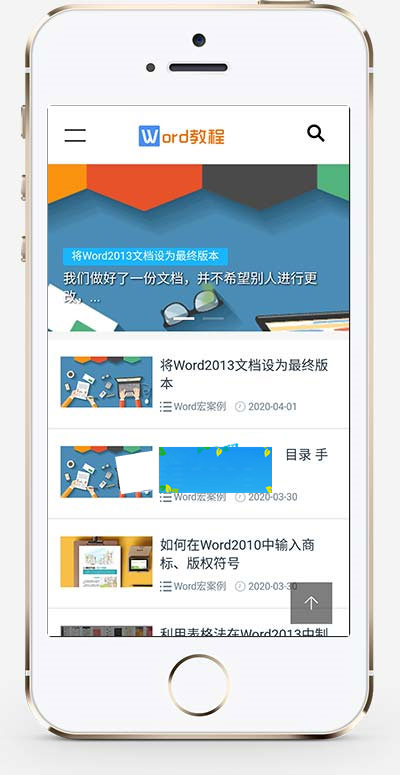 Word教程
将Word2013文档设为最终版本
我们做好了一份文档，并不希望别人进行更
改，...
将Word2013文档设为最终版
本
Word宏案例 2020-04-01
目录 手
Word宏案例 2020-03-30
如何在Word2010中输入商
标、版权符号
Word宏案例 2020-03-30
利用表格法在Word2013中制